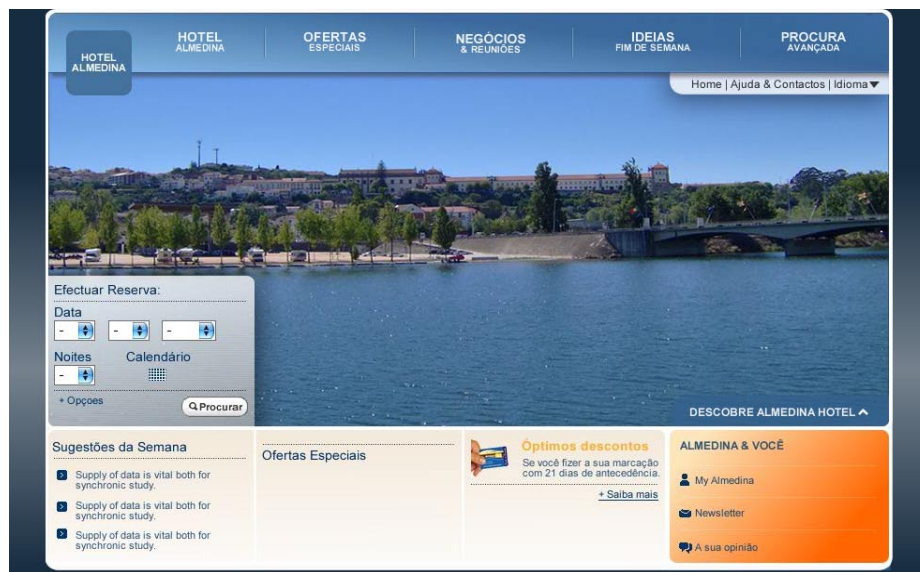 HOTEL
ALMEDINA
HOTEL
ALMEDINA
OFERTAS
ESPECIAIS
NEGÓCIOS
& REUNIÕES
IDEIAS
FIM DE SEMANA
PROCURA
AVANÇADA
Home | Ajuda & Contactos | Idioma
Efectuar Reserva:
Data
- - -
Noites Calendário
-
+ Opçoes
Procurar
DESCOBRE ALMEDINA HOTEL
Sugestões da Semana
Supply of data is vital both for
synchronic study.
Supply of data is vital both for
synchronic study.
Supply of data is vital both for
synchronic study.
Ofertas Especiais
Óptimos descontos
Se você fizer a sua marcação
com 21 dias de antecedência.
+ Saiba mais
ALMEDINA & VOCÊ
My Almedina
Newsletter
A sua opinião